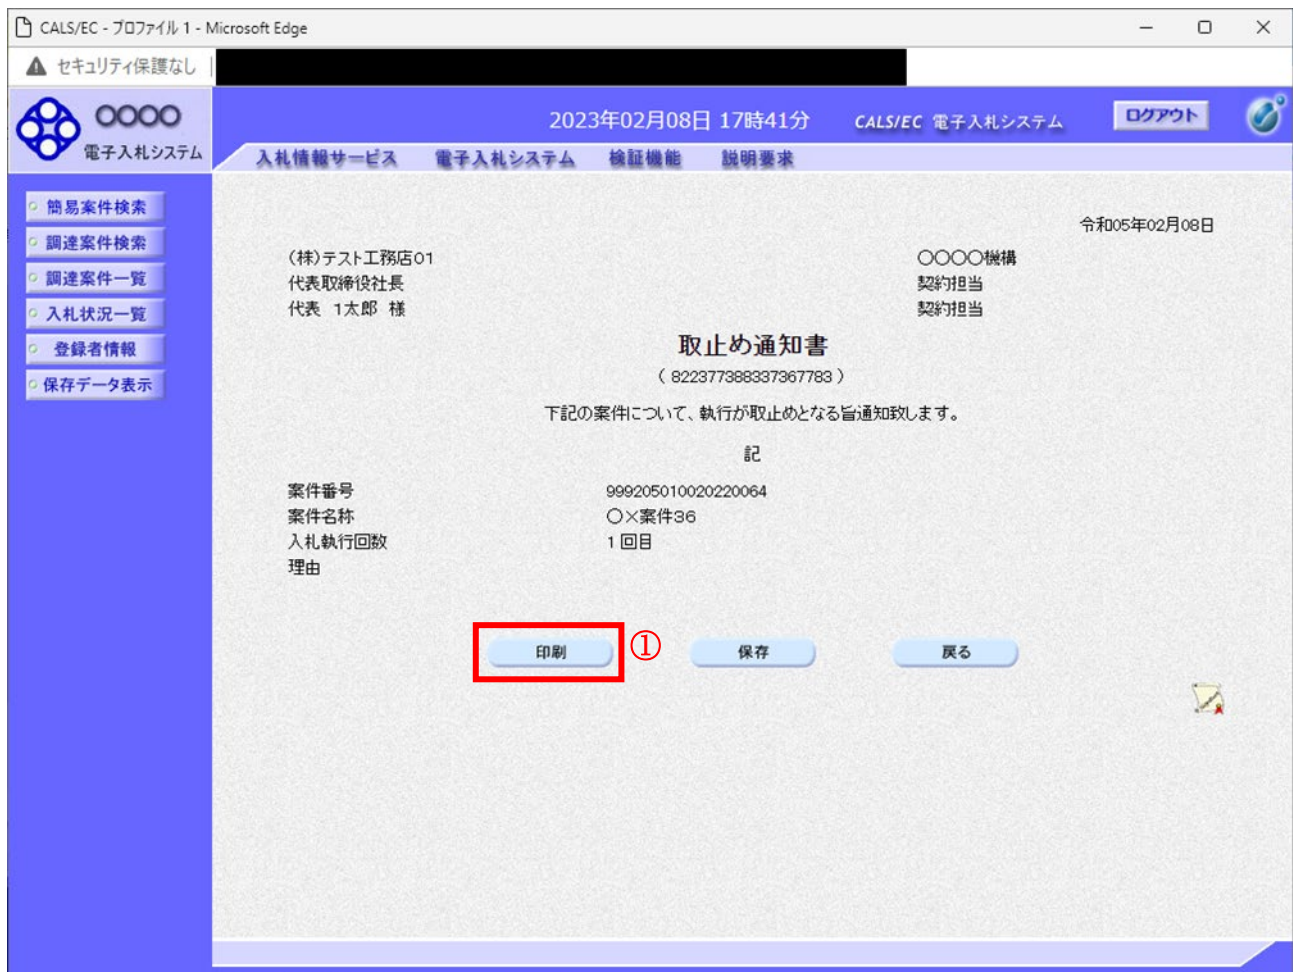 CALS/EC - プロファイル 1 - Microsoft Edge
セキュリティ保護なし
〇〇〇〇
電子入札システム
2023年02月08日 17時41分
CALS/EC 電子入札システム
ログアウト
入札情報サービス 電子入札システム 検証機能 説明要求
簡易案件検索
調達案件検索
調達案件一覧
入札状況一覧
登録者情報
保存データ表示
令和05年02月08日
(株)テスト工務店01
代表取締役社長
代表 1太郎 様
〇〇〇〇機構
契約担当
契約担当
取止め通知書
( 822377388337367783 )
下記の案件について、執行が取止めとなる旨通知致します。
記
案件番号 999205010020220064
案件名称 〇×案件36
入札執行回数 1回目
理由
印刷 ① 保存 戻る